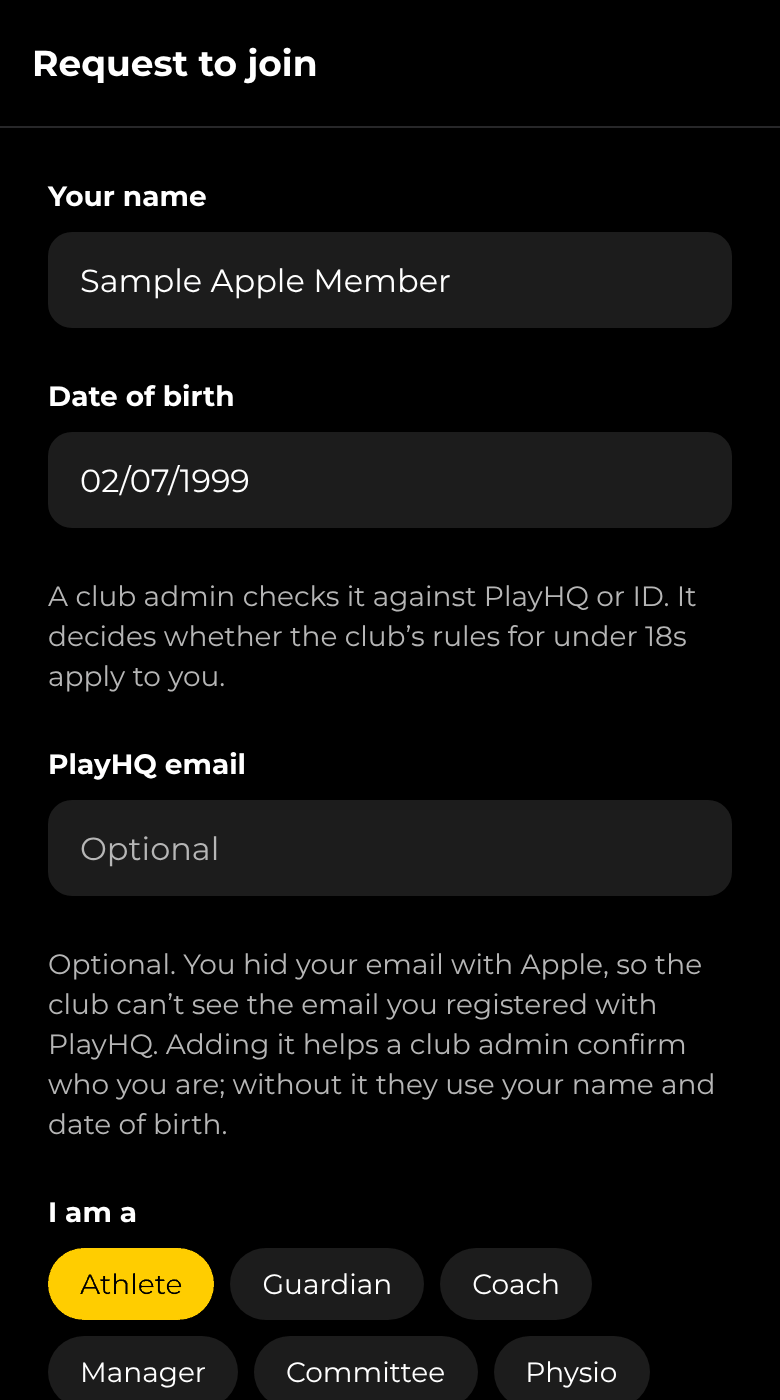 Request to join
Your name
Sample Apple Member
Date of birth
02/07/1999
A club admin checks it against PlayHQ or ID. It
decides whether the club’s rules for under 18s
apply to you.
PlayHQ email
Optional
Optional. You hid your email with Apple, so the
club can’t see the email you registered with
PlayHQ. Adding it helps a club admin confirm
who you are; without it they use your name and
date of birth.
I am a
Athlete
Guardian
Coach
Manager
Committee
Physio